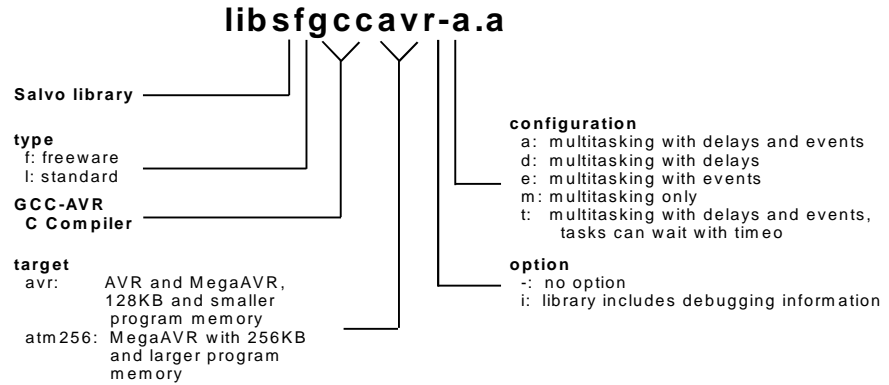 libsfgccavr-a.a
Salvo library
type
f: freeware
l: standard
GCC-AVR
C Compiler
target
avr: AVR and MegaAVR,
128KB and smaller
program memory
atm256: MegaAVR with 256KB
and larger program
memory
configuration
a: multitasking with delays and events
d: multitasking with delays
e: multitasking with events
m: multitasking only
t: multitasking with delays and events,
tasks can wait with timeo
option
-: no option
i: library includes debugging information